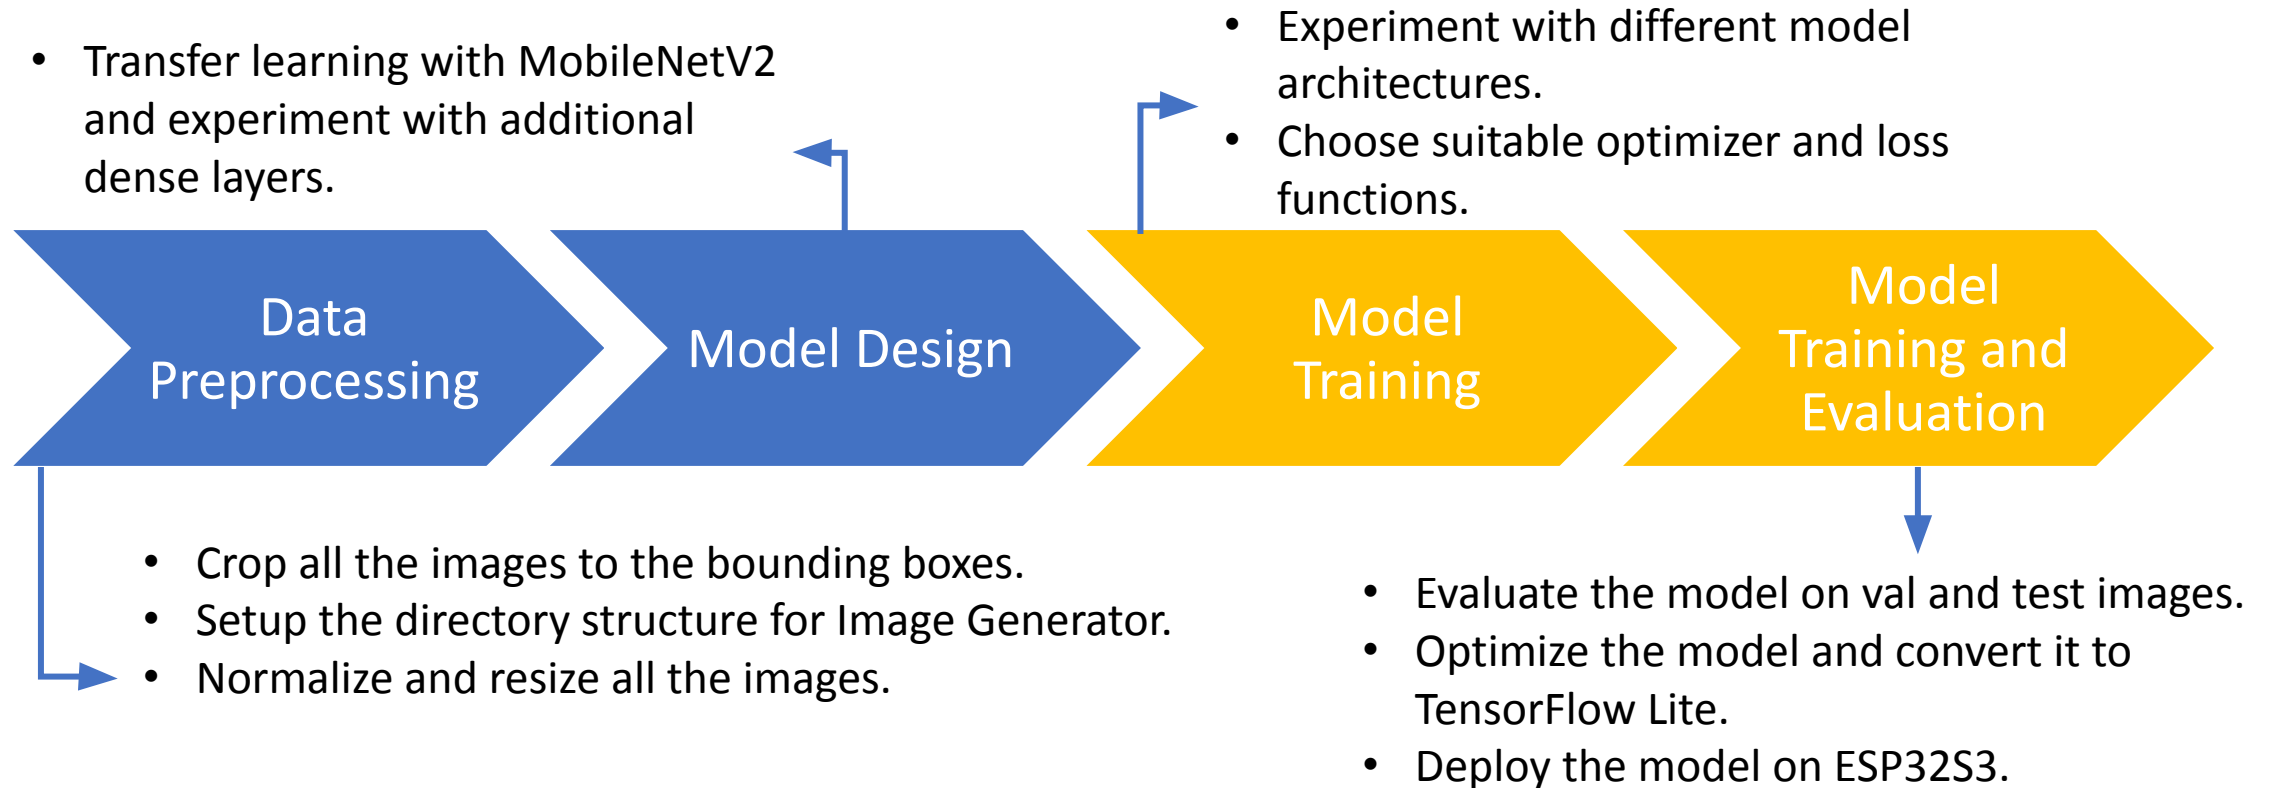 • Transfer learning with MobileNetV2
and experiment with additional
dense layers.
• Experiment with different model
architectures.
• Choose suitable optimizer and loss
functions.
Data
Preprocessing
Model Design
Model
Training
Model
Training and
Evaluation
• Crop all the images to the bounding boxes.
• Setup the directory structure for Image Generator.
• Normalize and resize all the images.
• Evaluate the model on val and test images.
• Optimize the model and convert it to
TensorFlow Lite.
• Deploy the model on ESP32S3.